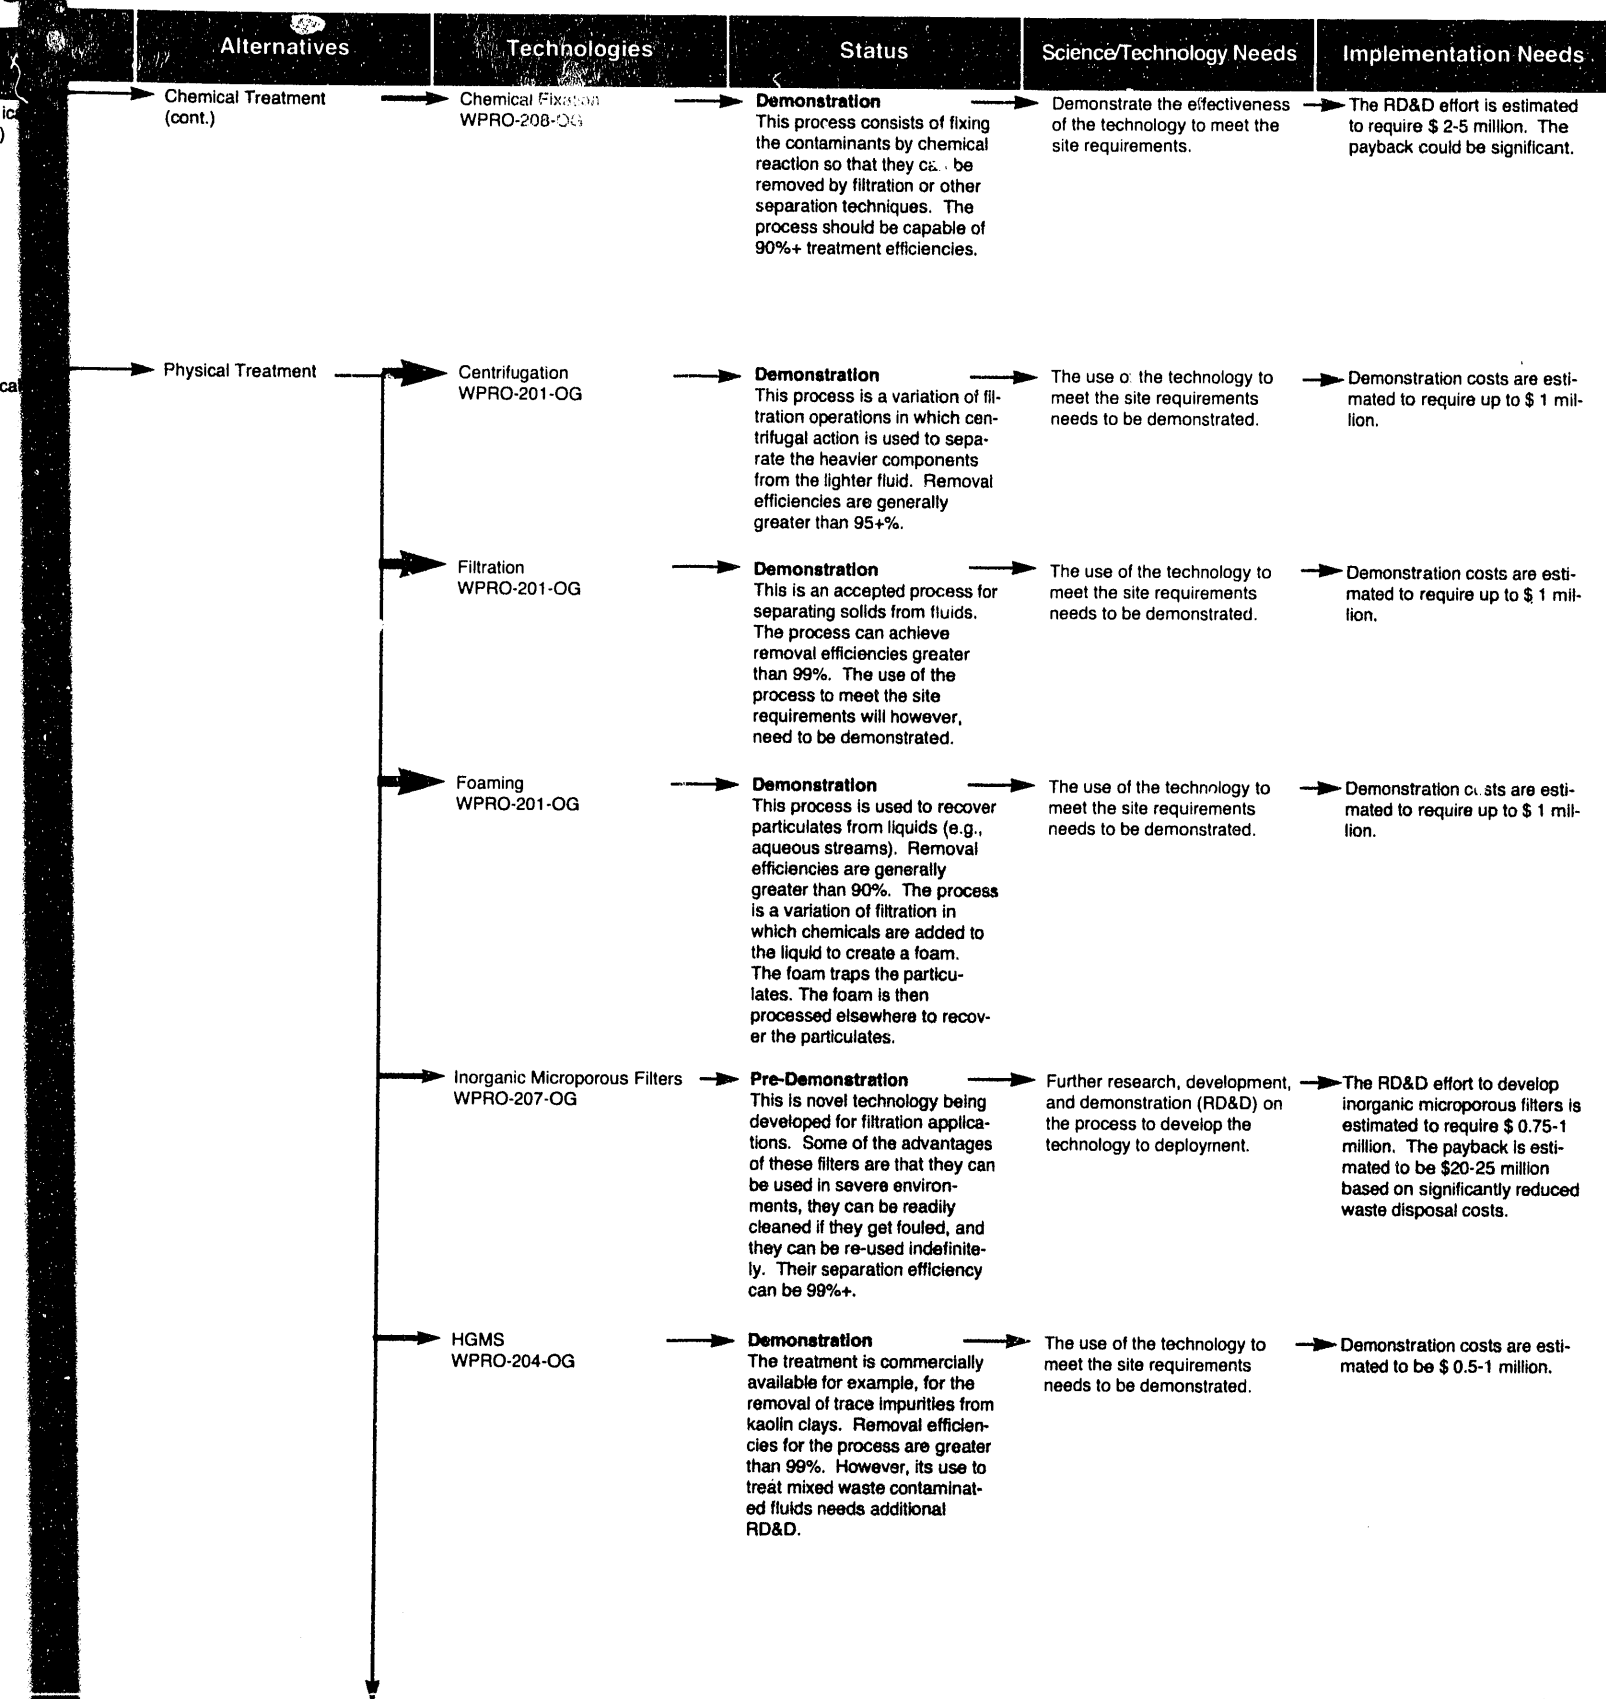 Alternatives
Technologies
Status
Science/Technology Needs
Implementation Needs
Chemical Treatment
(cont.)
Chemical Fixation
WPRO-208-OG
Demonstration
This process consists of fixing
the contaminants by chemical
reaction so that they be
removed by filtration or other
separation techniques. The
process should be capable of
90%+ treatment efficiencies.
Demonstrate the effectiveness
of the technology to meet the
site requirements.
The RD&D effort is estimated
to require $ 2-5 million. The
payback could be significant.
Physical Treatment
Centrifugation
WPRO-201-OG
Demonstration
This process is a variation of fil-
tration operations in which cen-
trifugal action is used to sepa-
rate the heavier components
from the lighter fluid. Removal
efficiencies are generally
greater than 95+%.
The use of the technology to
meet the site requirements
needs to be demonstrated.
Demonstration costs are esti-
mated to require up to $ 1 mil-
lion.
Filtration
WPRO-201-OG
Demonstration
This is an accepted process for
separating solids from fluids.
The process can achieve
removal efficiencies greater
than 99%. The use of the
process to meet the site
requirements will however,
need to be demonstrated.
The use of the technology to
meet the site requirements
needs to be demonstrated.
Demonstration costs are esti-
mated to require up to $ 1 mil-
lion.
Foaming
WPRO-201-OG
Demonstration
This process is used to recover
particulates from liquids (e.g.,
aqueous streams). Removal
efficiencies are generally
greater than 90%. The process
is a variation of filtration in
which chemicals are added to
the liquid to create a foam.
The foam traps the particu-
lates. The foam is then
processed elsewhere to recov-
er the particulates.
The use of the technology to
meet the site requirements
needs to be demonstrated.
Demonstration costs are esti-
mated to require up to $ 1 mil-
lion.
Inorganic Microporous Filters
WPRO-207-OG
Pre-Demonstration
This is novel technology being
developed for filtration applica-
tions. Some of the advantages
of these filters are that they can
be used in severe environ-
ments, they can be readily
cleaned if they get fouled, and
they can be re-used indefinite-
ly. Their separation efficiency
can be 99%+.
Further research, development,
and demonstration (RD&D) on
the process to develop the
technology to deployment.
The RD&D effort to develop
inorganic microporous filters is
estimated to require $ 0.75-1
million. The payback is esti-
mated to be $20-25 million
based on significantly reduced
waste disposal costs.
HGMS
WPRO-204-OG
Demonstration
The treatment is commercially
available for example, for the
removal of trace impurities from
kaolin clays. Removal efficien-
cies for the process are greater
than 99%. However, its use to
treat mixed waste contaminat-
ed fluids needs additional
RD&D.
The use of the technology to
meet the site requirements
needs to be demonstrated.
Demonstration costs are esti-
mated to be $ 0.5-1 million.